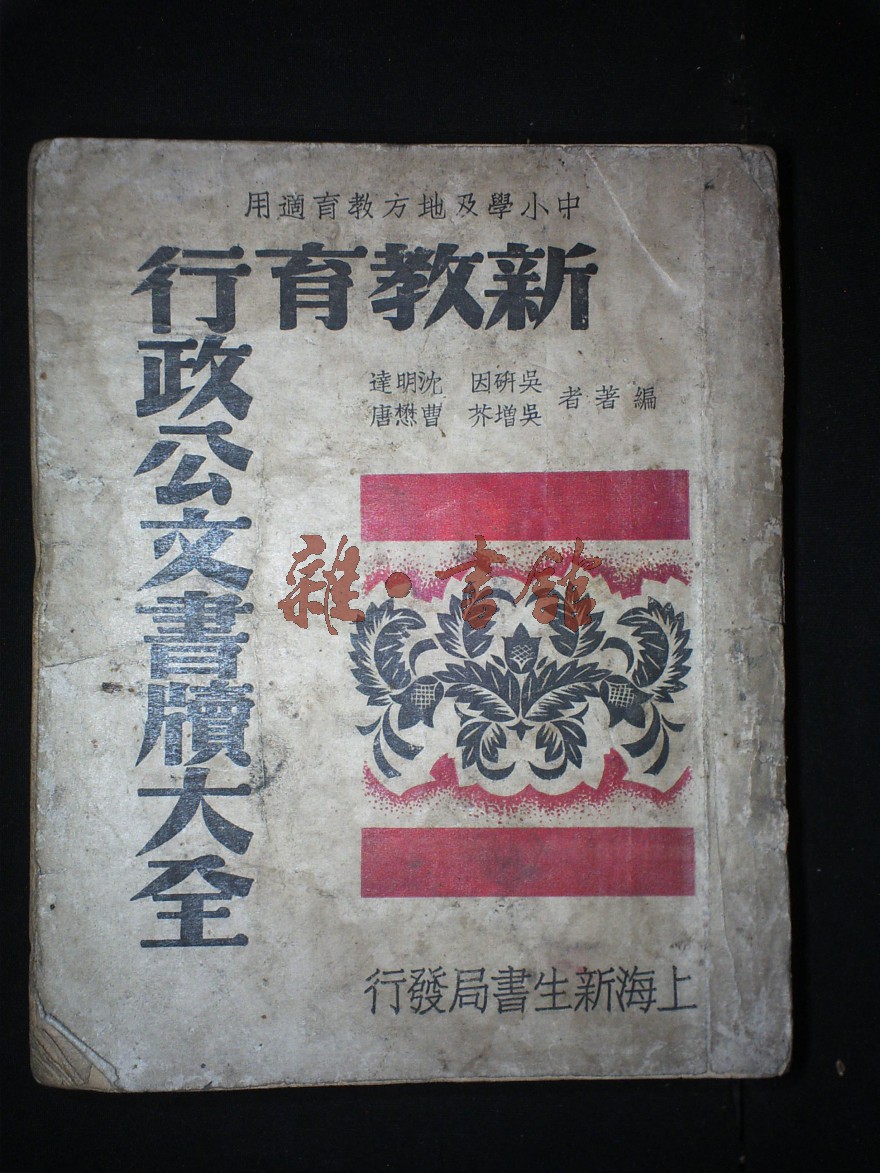 中小學及地方教育適用
新教育行政公文書牘大全
編著者
吳研因 沈明達
吳增芥 曹懋唐
雜·書館
上海新生書局發行